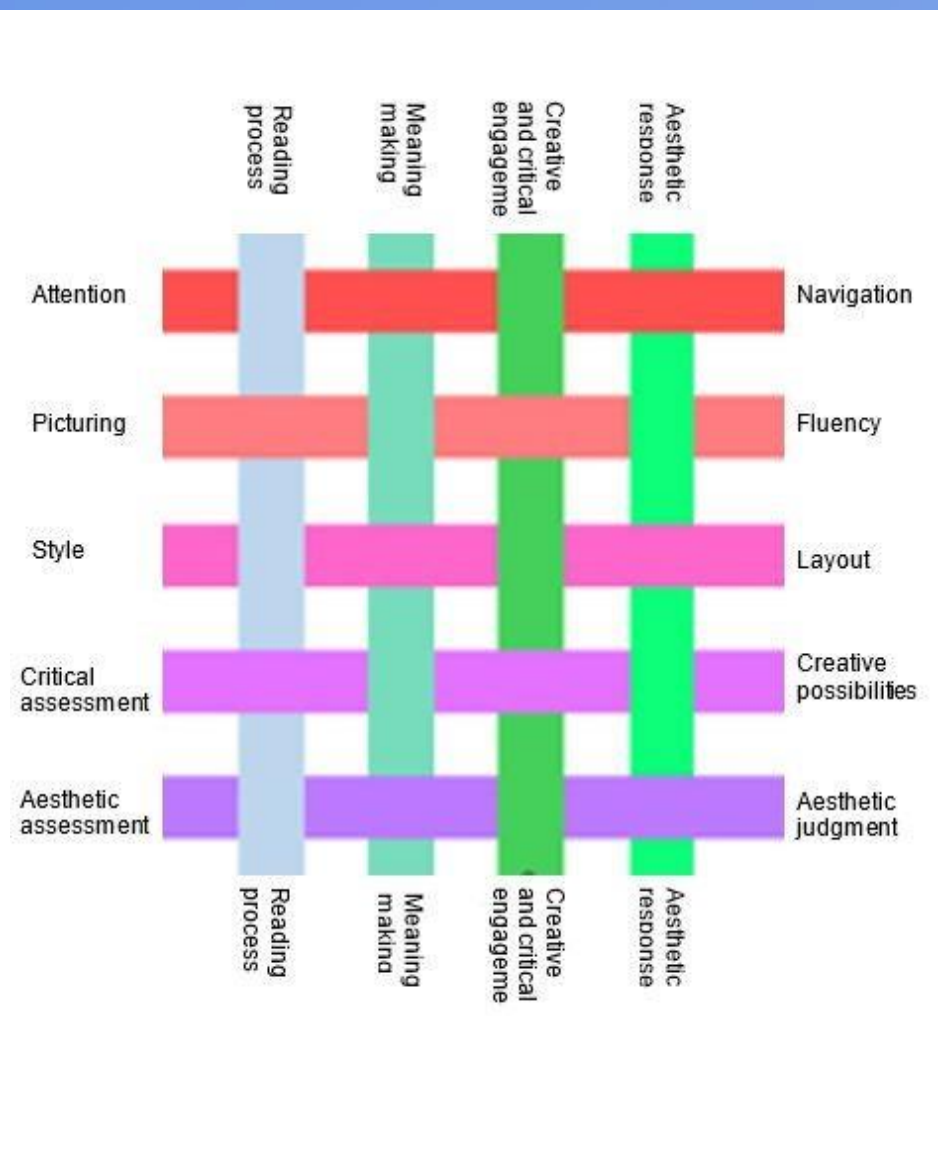 Reading
process
Meaning
making
Creative
and critical
engageme
Aesthetic
response
Attention
Navigation
Picturing
Fluency
Style
Layout
Critical
assessment
Creative
possibilities
Aesthetic
assessment
Aesthetic
judgment
Reading
process
Meaning
making
Creative
and critical
engageme
Aesthetic
response